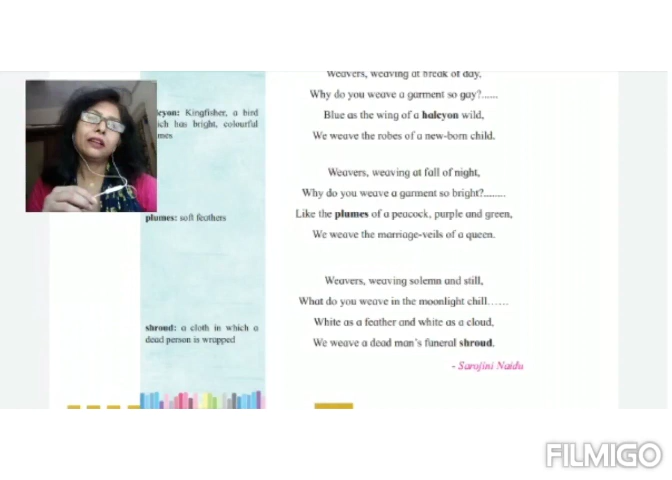 Weavers, weaving at break of day,
Why do you weave a garment so gay?......
Blue as the wing of a halcyon wild,
We weave the robes of a new-born child.
Weavers, weaving at fall of night,
Why do you weave a garment so bright?........
Like the plumes of a peacock, purple and green,
We weave the marriage-veils of a queen.
Weavers, weaving solemn and still,
What do you weave in the moonlight chill......
White as a feather and white as a cloud,
We weave a dead man's funeral shroud.
- Sarojini Naidu
Kingfisher, a bird
has bright, colourful
plumes: soft feathers
shroud: a cloth in which a
dead person is wrapped
FILMIGO